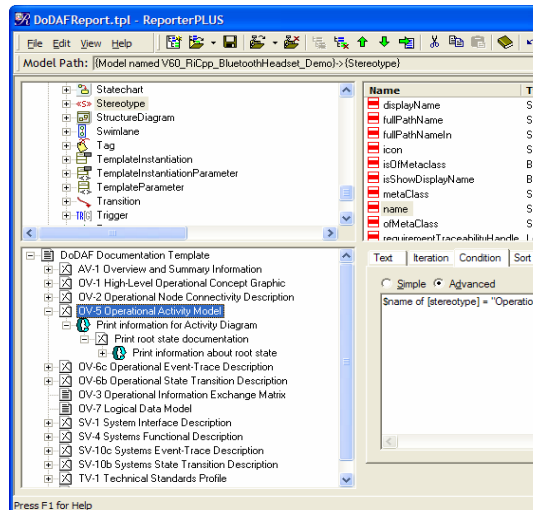 DoDAFReport.tpl - ReporterPLUS
File Edit View Help
Model Path: {Model named V60_RiCpp_BluetoothHeadset_Demo}->{Stereotype}
Statechart
Stereotype
StructureDiagram
Swimlane
Tag
TemplateInstantiation
TemplateInstantiationParameter
TemplateParameter
Transition
Trigger
Name T
displayName S
fullPathName S
fullPathNameIn S
icon S
isOfMetaclass B
isShowDisplayName B
metaClass S
name S
ofMetaClass S
requirementTraceabilityHandle
DoDAF Documentation Template
AV-1 Overview and Summary Information
OV-1 High-Level Operational Concept Graphic
OV-2 Operational Node Connectivity Description
OV-5 Operational Activity Model
Print information for Activity Diagram
Print root state documentation
Print information about root state
OV-6c Operational Event-Trace Description
OV-6b Operational State Transition Description
OV-3 Operational Information Exchange Matrix
OV-7 Logical Data Model
SV-1 System Interface Description
SV-4 Systems Functional Description
SV-10c Systems Event-Trace Description
SV-10b Systems State Transition Description
TV-1 Technical Standards Profile
Text Iteration Condition Sort
Simple Advanced
$name of [stereotype] = "Operatio
Press F1 for Help